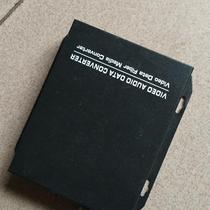 VIDEO AUDIO DATA CONVERTER
Video Data Fiber Media Converter